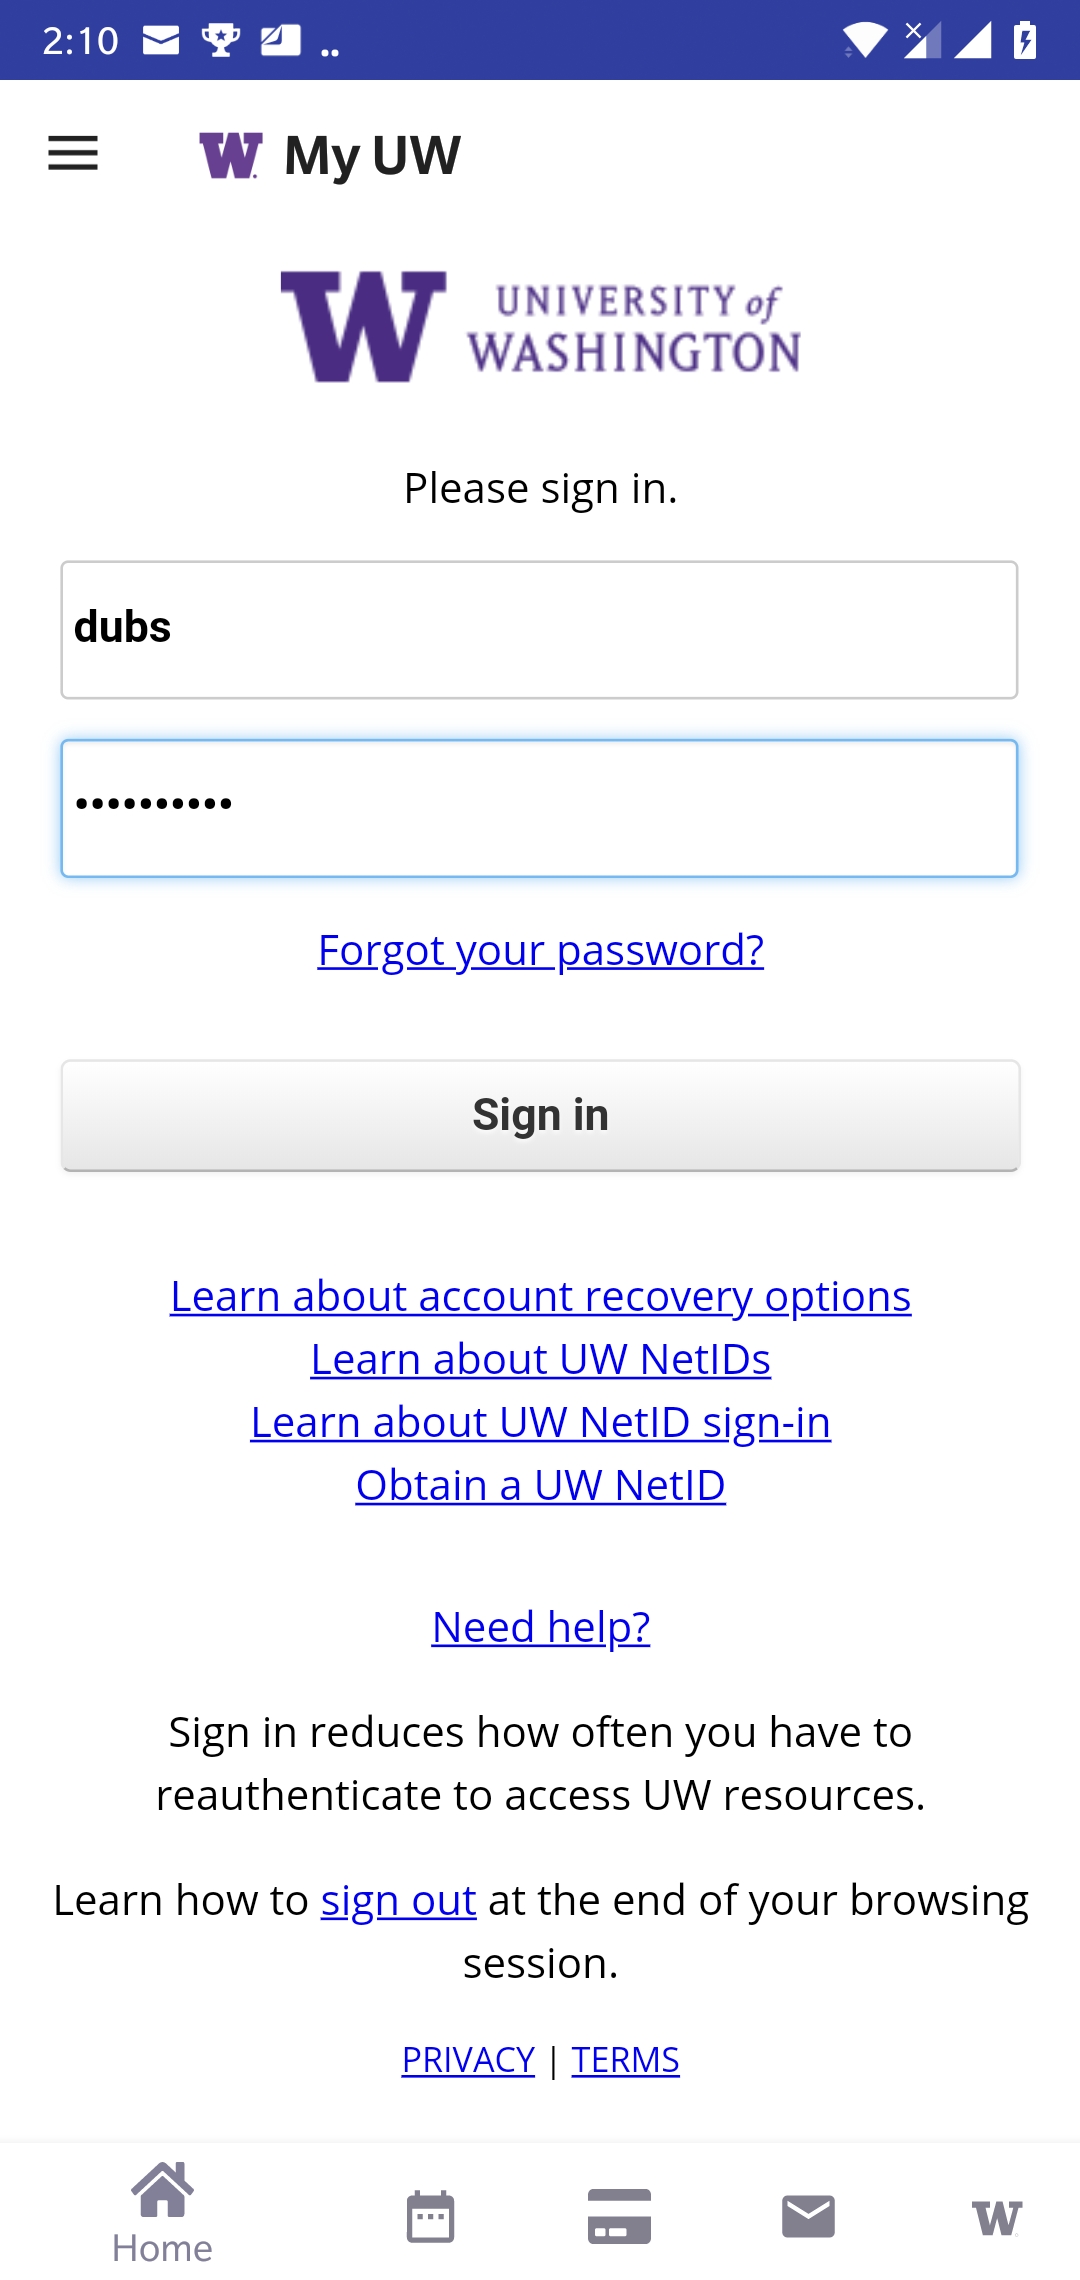 2:10
W. My UW
W UNIVERSITY of
WASHINGTON
Please sign in.
dubs
••••••••••
Forgot your password?
Sign in
Learn about account recovery options
Learn about UW NetIDs
Learn about UW NetID sign-in
Obtain a UW NetID
Need help?
Sign in reduces how often you have to
reauthenticate to access UW resources.
Learn how to sign out at the end of your browsing
session.
PRIVACY | TERMS
Home
W